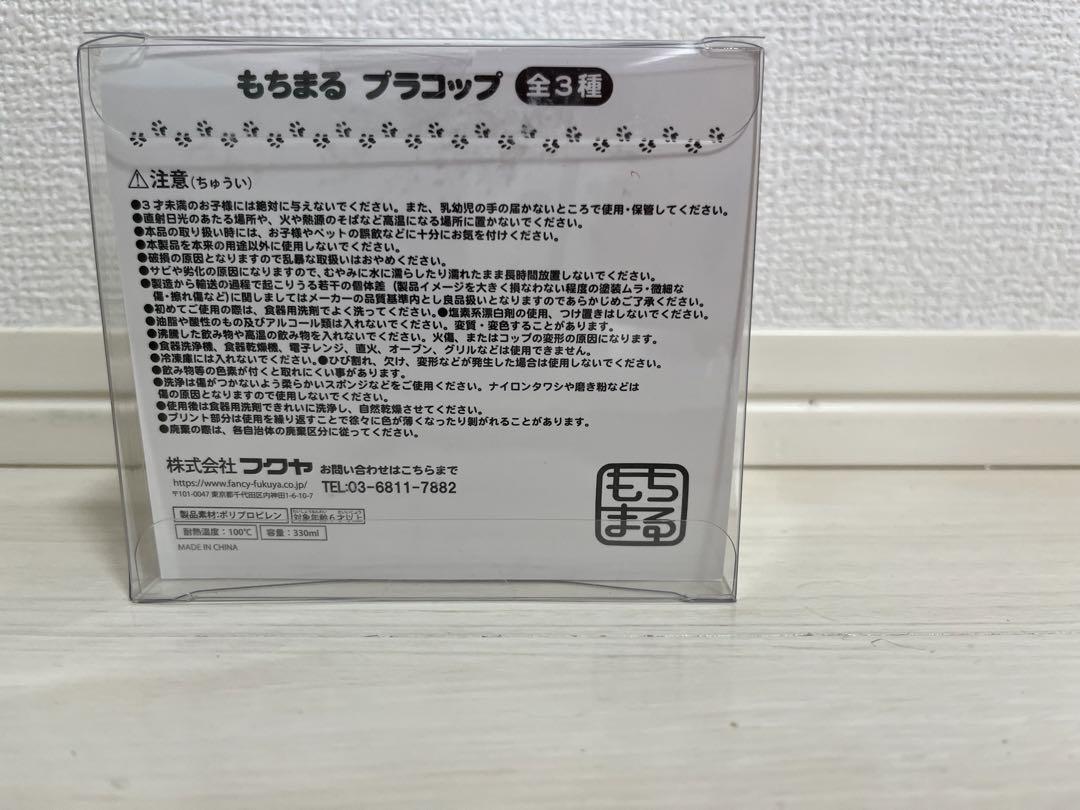 もちまる プラコップ 全3種
⚠注意(ちゅうい)
●3才未満のお子様には絶対に与えないでください。また、乳幼児の手の届かないところで使用・保管してください。
●直射日光のあたる場所や、火や熱源のそばなど高温になる場所に置かないでください。
●本品の取り扱い時には、お子様やペットの誤飲などに十分にお気を付けください。
●本製品を本来の用途以外に使用しないでください。
●破損の原因となりますので乱暴な取扱いはおやめください。
●サビや劣化の原因になりますので、むやみに水に濡らしたり濡れたまま長時間放置しないでください。
●製造から輸送の過程で起こりうる若干の個体差(製品イメージを大きく損なわない程度の塗装ムラ・微細な
傷・擦れ傷など)に関しましてはメーカーの品質基準内とし良品扱いとなりますのであらかじめご了承ください。
●初めてご使用の際は、食器用洗剤でよく洗ってください。●塩素系漂白剤の使用、つけ置きはしないでください。
●油脂や酸性のもの及びアルコール類は入れないでください。変質・変色することがあります。
●沸騰した飲み物や高温の飲み物を入れないでください。火傷、またはコップの変形の原因になります。
●食器洗浄機、食器乾燥機、電子レンジ、直火、オーブン、グリルなどは使用できません。
●冷凍庫には入れないでください。●ひび割れ、欠け、変形などが発生した場合は使用しないでください。
●飲み物等の色素が付くと取れにくい事があります。
●洗浄は傷がつかないよう柔らかいスポンジなどをご使用ください。ナイロンタワシや磨き粉などは
傷の原因となりますので使用しないでください。
●使用後は食器用洗剤できれいに洗浄し、自然乾燥させてください。
●プリント部分は使用を繰り返すことで徐々に色が薄くなったり剝がれることがあります。
●廃棄の際は、各自治体の廃棄区分に従ってください。
株式会社フクヤ お問い合わせはこちらまで
https://www.fancy-fukuya.co.jp/ TEL:03-6811-7882
〒101-0047 東京都千代田区内神田1-6-10-7
製品素材:ポリプロピレン 対象年齢6才以上
耐熱温度:100℃ 容量:330ml
MADE IN CHINA
もち
まる